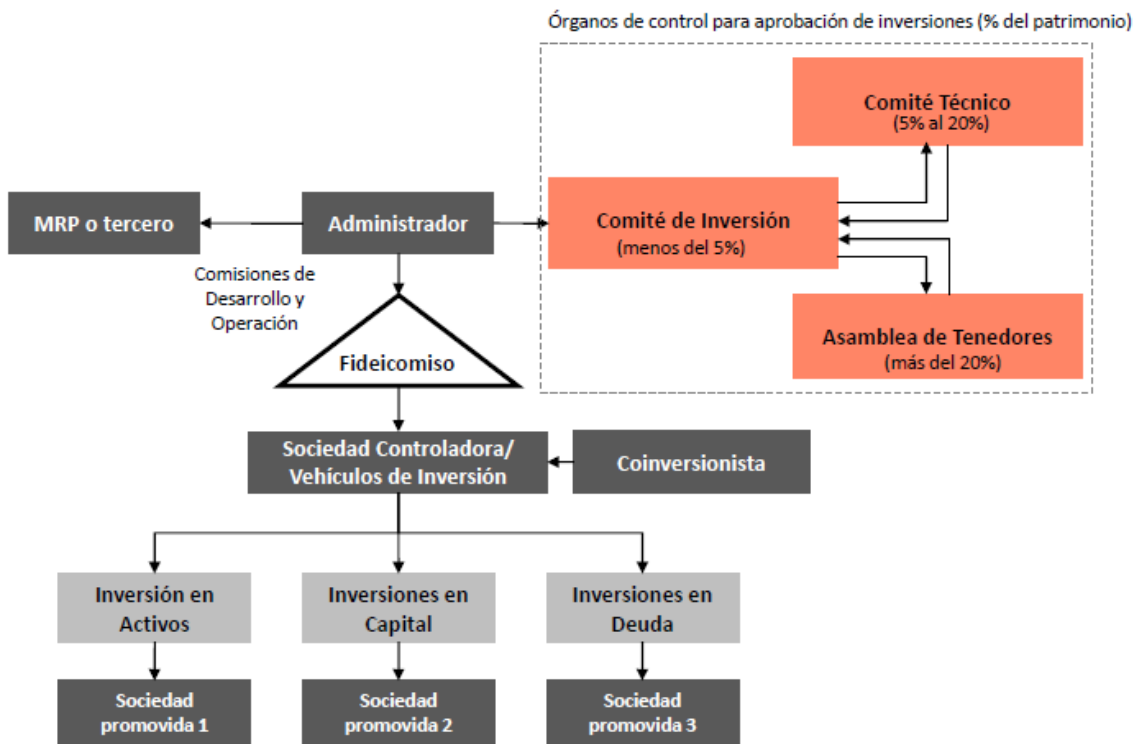 Órganos de control para aprobación de inversiones (% del patrimonio)
Comité Técnico
(5% al 20%)
MRP o tercero
Administrador
Comité de Inversión
(menos del 5%)
Comisiones de
Desarrollo y
Operación
Asamblea de Tenedores
(más del 20%)
Fideicomiso
Sociedad Controladora/
Vehículos de Inversión
Coinversionista
Inversión en
Activos
Inversiones en
Capital
Inversiones en
Deuda
Sociedad
promovida 1
Sociedad
promovida 2
Sociedad
promovida 3